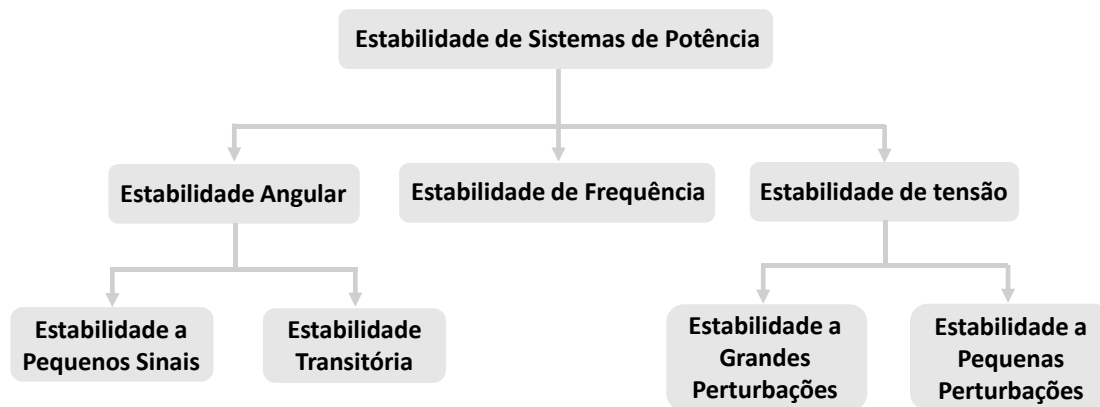 Estabilidade de Sistemas de Potência
Estabilidade Angular
Estabilidade de Frequência
Estabilidade de tensão
Estabilidade a
Pequenos Sinais
Estabilidade
Transitória
Estabilidade a
Grandes
Perturbações
Estabilidade a
Pequenas
Perturbações